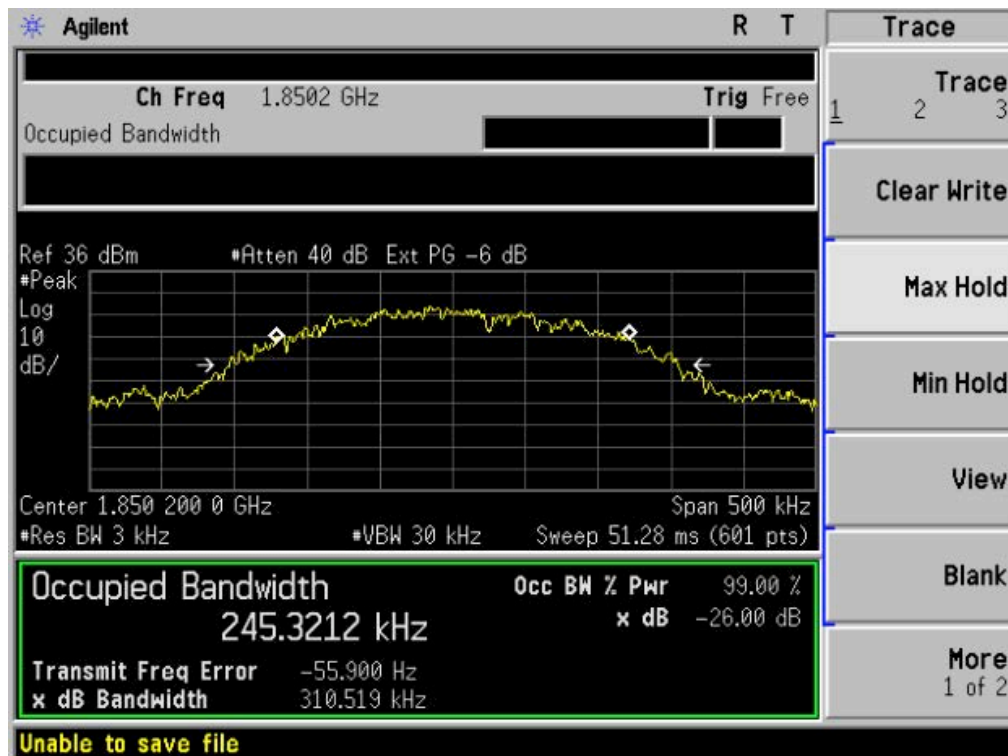 Agilent R T Trace
Ch Freq 1.8502 GHz Trig Free
Occupied Bandwidth
Trace
1 2 3
Clear Write
Ref 36 dBm #Atten 40 dB Ext PG -6 dB
#Peak
Log
10
dB/
Max Hold
Min Hold
View
Center 1.850 200 0 GHz Span 500 kHz
#Res BW 3 kHz #VBW 30 kHz Sweep 51.28 ms (601 pts)
Occupied Bandwidth Occ BW % Pwr 99.00 %
245.3212 kHz x dB -26.00 dB
Transmit Freq Error -55.900 Hz
x dB Bandwidth 310.519 kHz
Blank
More
1 of 2
Unable to save file